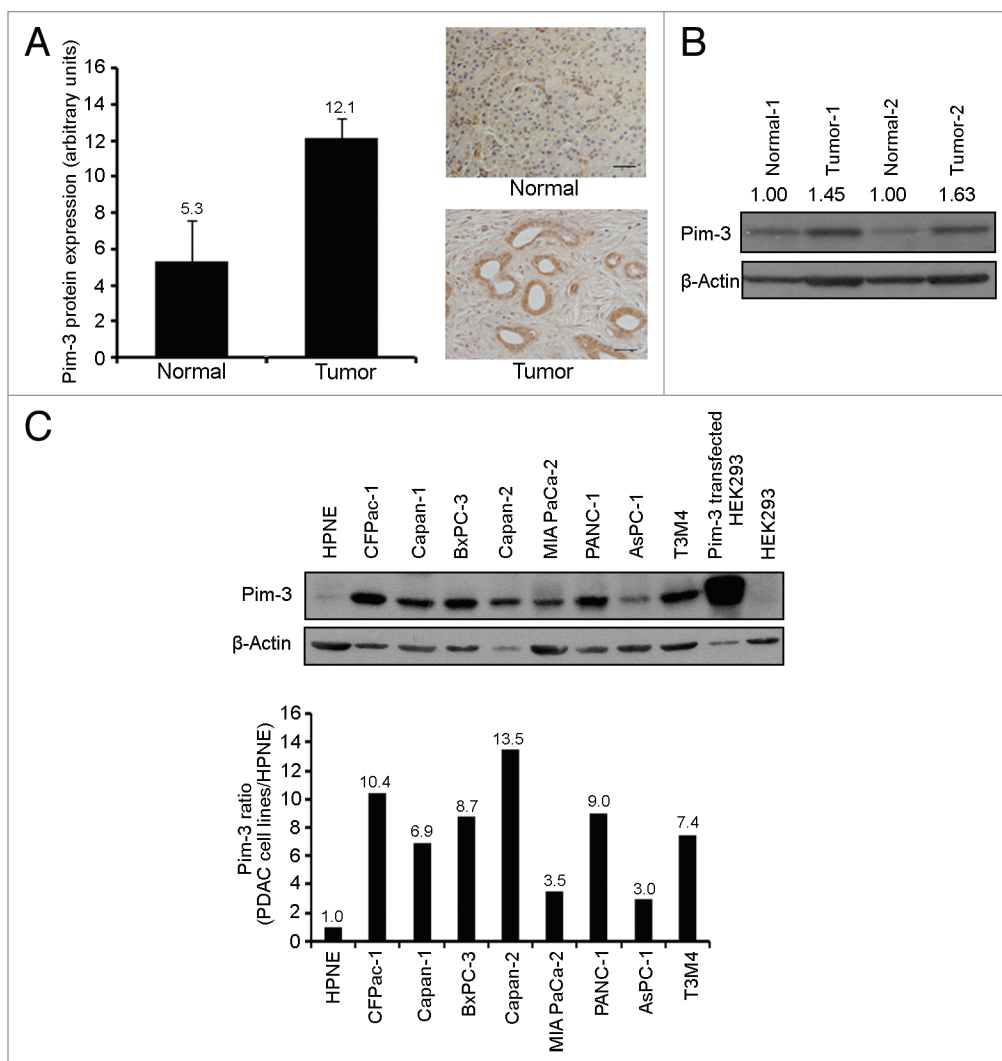 A
Pim-3 protein expression (arbitrary units)
16
14
12
10
8
6
4
2
0
5.3
12.1
Normal
Tumor
Normal
Tumor
B
Normal-1
Tumor-1
Normal-2
Tumor-2
1.00
1.45
1.00
1.63
Pim-3
β-Actin
C
HPNE
CFPac-1
Capan-1
BxPC-3
Capan-2
MIA PaCa-2
PANC-1
AsPC-1
T3M4
Pim-3 transfected
HEK293
HEK293
Pim-3
β-Actin
Pim-3 ratio
(PDAC cell lines/HPNE)
16
14
12
10
8
6
4
2
0
1.0
10.4
6.9
8.7
13.5
3.5
9.0
3.0
7.4
HPNE
CFPac-1
Capan-1
BxPC-3
Capan-2
MIA PaCa-2
PANC-1
AsPC-1
T3M4